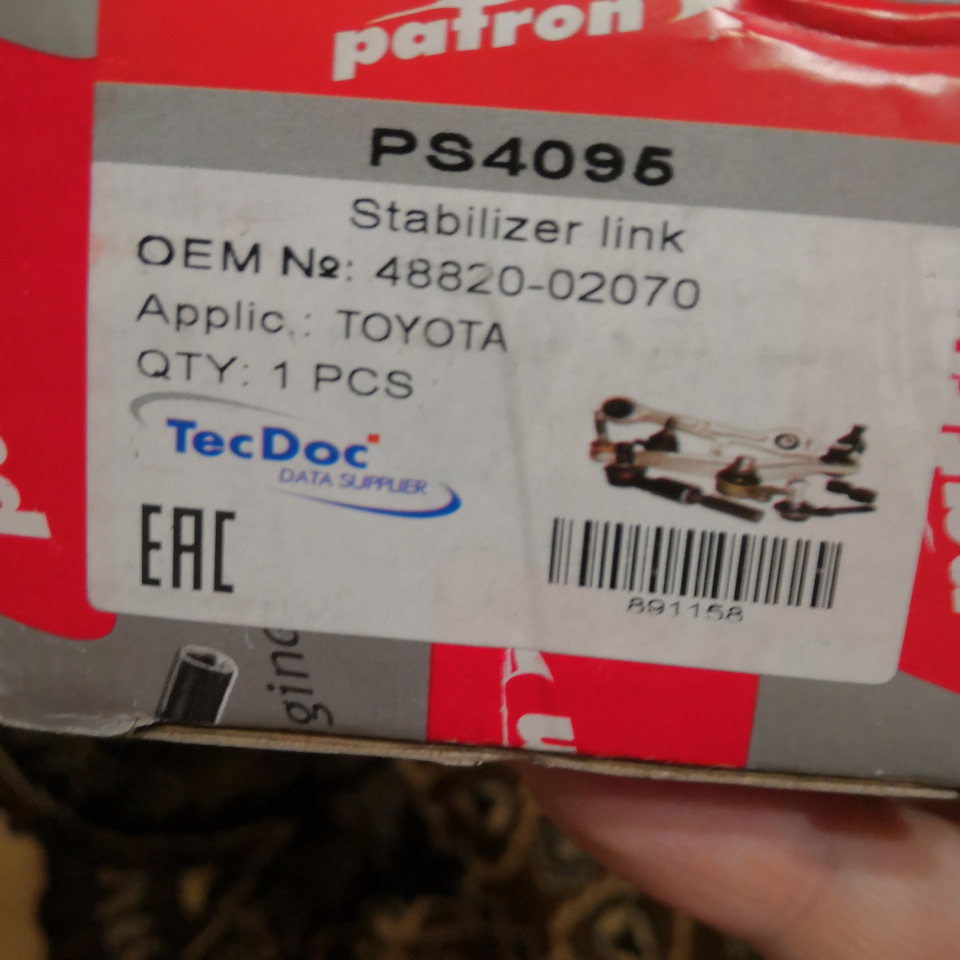 patron
PS4095
Stabilizer link
OEM №: 48820-02070
Applic.: TOYOTA
QTY: 1 PCS
TecDoc
DATA SUPPLIER
EAC
891158